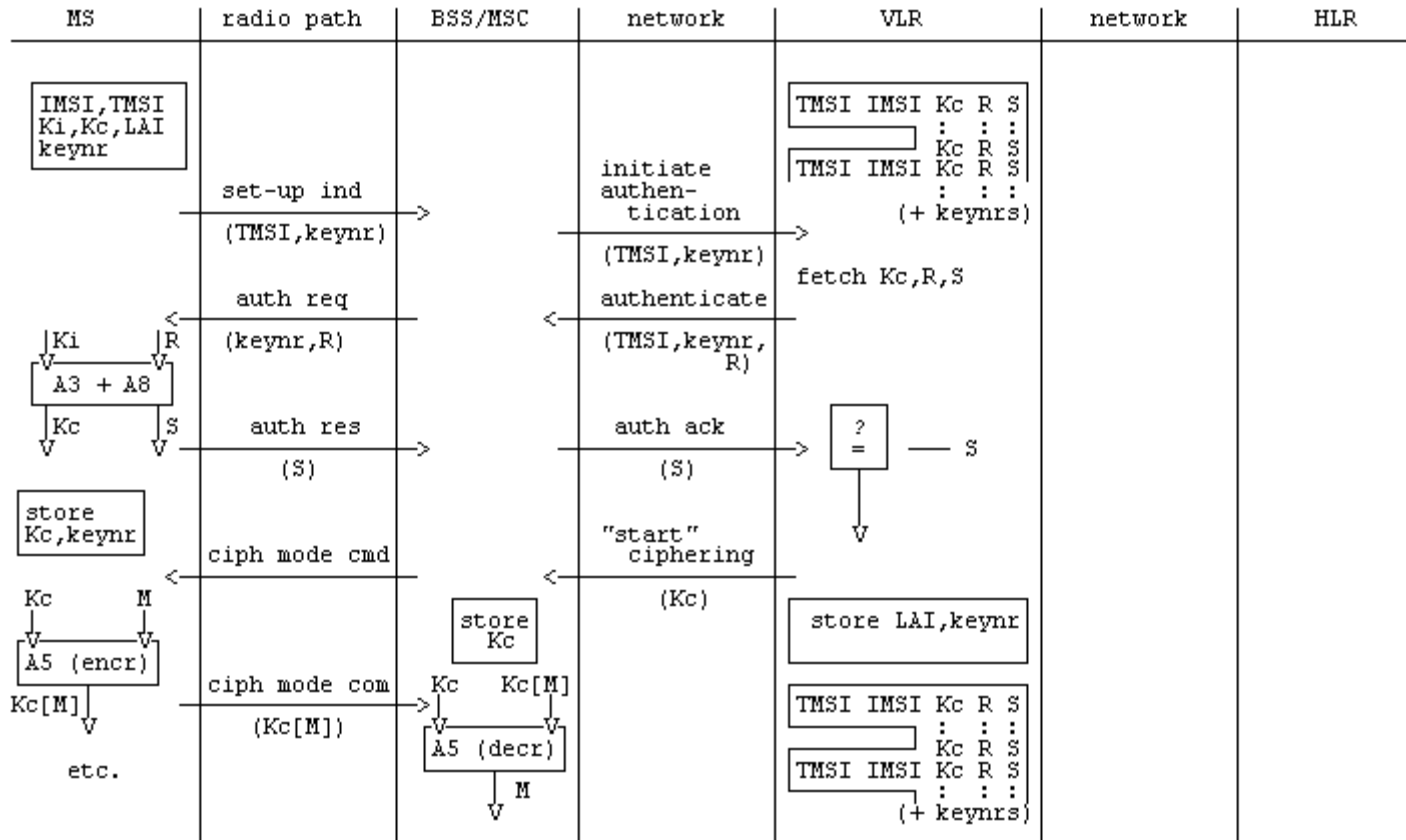 MS radio path BSS/MSC network VLR network HLR
IMSI,TMSI
Ki,Kc,LAI
keynr
TMSI IMSI Kc R S
: : :
Kc R S
TMSI IMSI Kc R S
: : :
(+ keynrs)
set-up ind
(TMSI,keynr)
initiate
authen-
tication
(TMSI,keynr)
fetch Kc,R,S
auth req
(keynr,R)
authenticate
(TMSI,keynr,
R)
Ki R
A3 + A8
Kc S
auth res
(S)
auth ack
(S)
?
=
S
store
Kc,keynr
ciph mode cmd
"start"
ciphering
(Kc)
Kc M
A5 (encr)
Kc[M]
etc.
store
Kc
store LAI,keynr
ciph mode com
(Kc[M])
Kc Kc[M]
A5 (decr)
M
TMSI IMSI Kc R S
: : :
Kc R S
TMSI IMSI Kc R S
: : :
(+ keynrs)